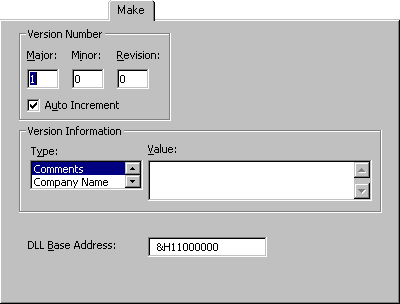 Make
Version Number
Major: Minor: Revision:
1 0 0
Auto Increment
Version Information
Type: Value:
Comments
Company Name
DLL Base Address: &H11000000